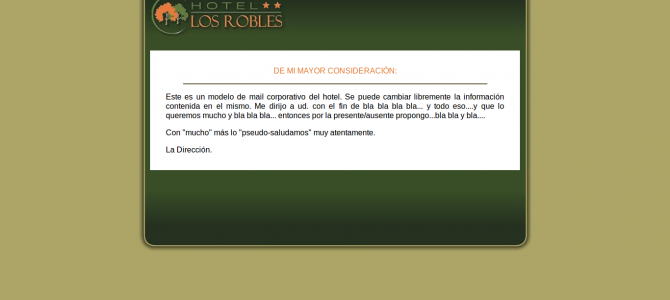 HOTEL
LOS ROBLES
DE MI MAYOR CONSIDERACIÓN:
Este es un modelo de mail corporativo del hotel. Se puede cambiar libremente la información
contenida en el mismo. Me dirijo a ud. con el fin de bla bla bla bla... y todo eso....y que lo
queremos mucho y bla bla bla... entonces por la presente/ausente propongo...bla bla y bla....
Con "mucho" más lo "pseudo-saludamos" muy atentamente.
La Dirección.